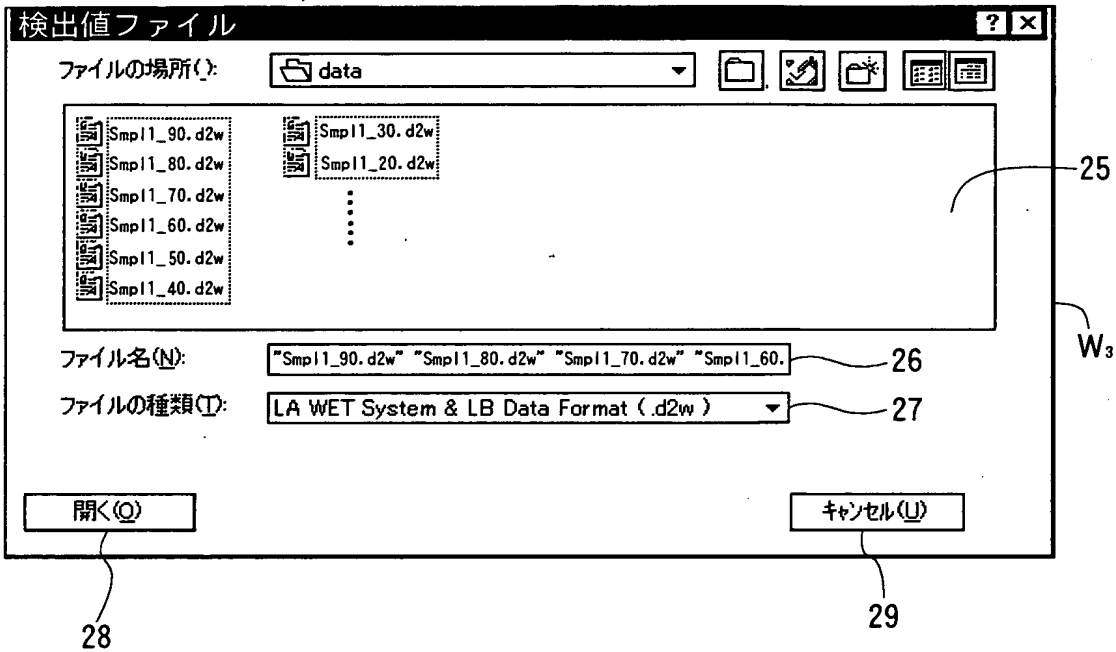 検出値ファイル ? ×
ファイルの場所(): data
Smpl1_90.d2w Smpl1_30.d2w
Smpl1_80.d2w Smpl1_20.d2w
Smpl1_70.d2w
Smpl1_60.d2w
Smpl1_50.d2w
Smpl1_40.d2w
25
W₃
ファイル名(N): "Smpl1_90.d2w" "Smpl1_80.d2w" "Smpl1_70.d2w" "Smpl1_60. 26
ファイルの種類(T): LA WET System & LB Data Format ( .d2w ) 27
開く(O) キャンセル(U)
28 29